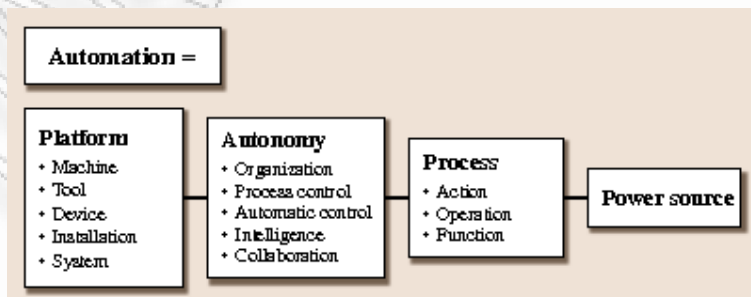 Automation =
Platform
• Machine
• Tool
• Device
• Installation
• System
Autonomy
• Organization
• Process control
• Automatic control
• Intelligence
• Collaboration
Process
• Action
• Operation
• Function
Power source